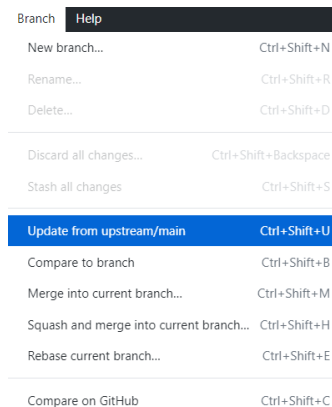 Branch Help
New branch... Ctrl+Shift+N
Rename... Ctrl+Shift+R
Delete... Ctrl+Shift+D
Discard all changes... Ctrl+Shift+Backspace
Stash all changes Ctrl+Shift+S
Update from upstream/main Ctrl+Shift+U
Compare to branch Ctrl+Shift+B
Merge into current branch... Ctrl+Shift+M
Squash and merge into current branch... Ctrl+Shift+H
Rebase current branch... Ctrl+Shift+E
Compare on GitHub Ctrl+Shift+C